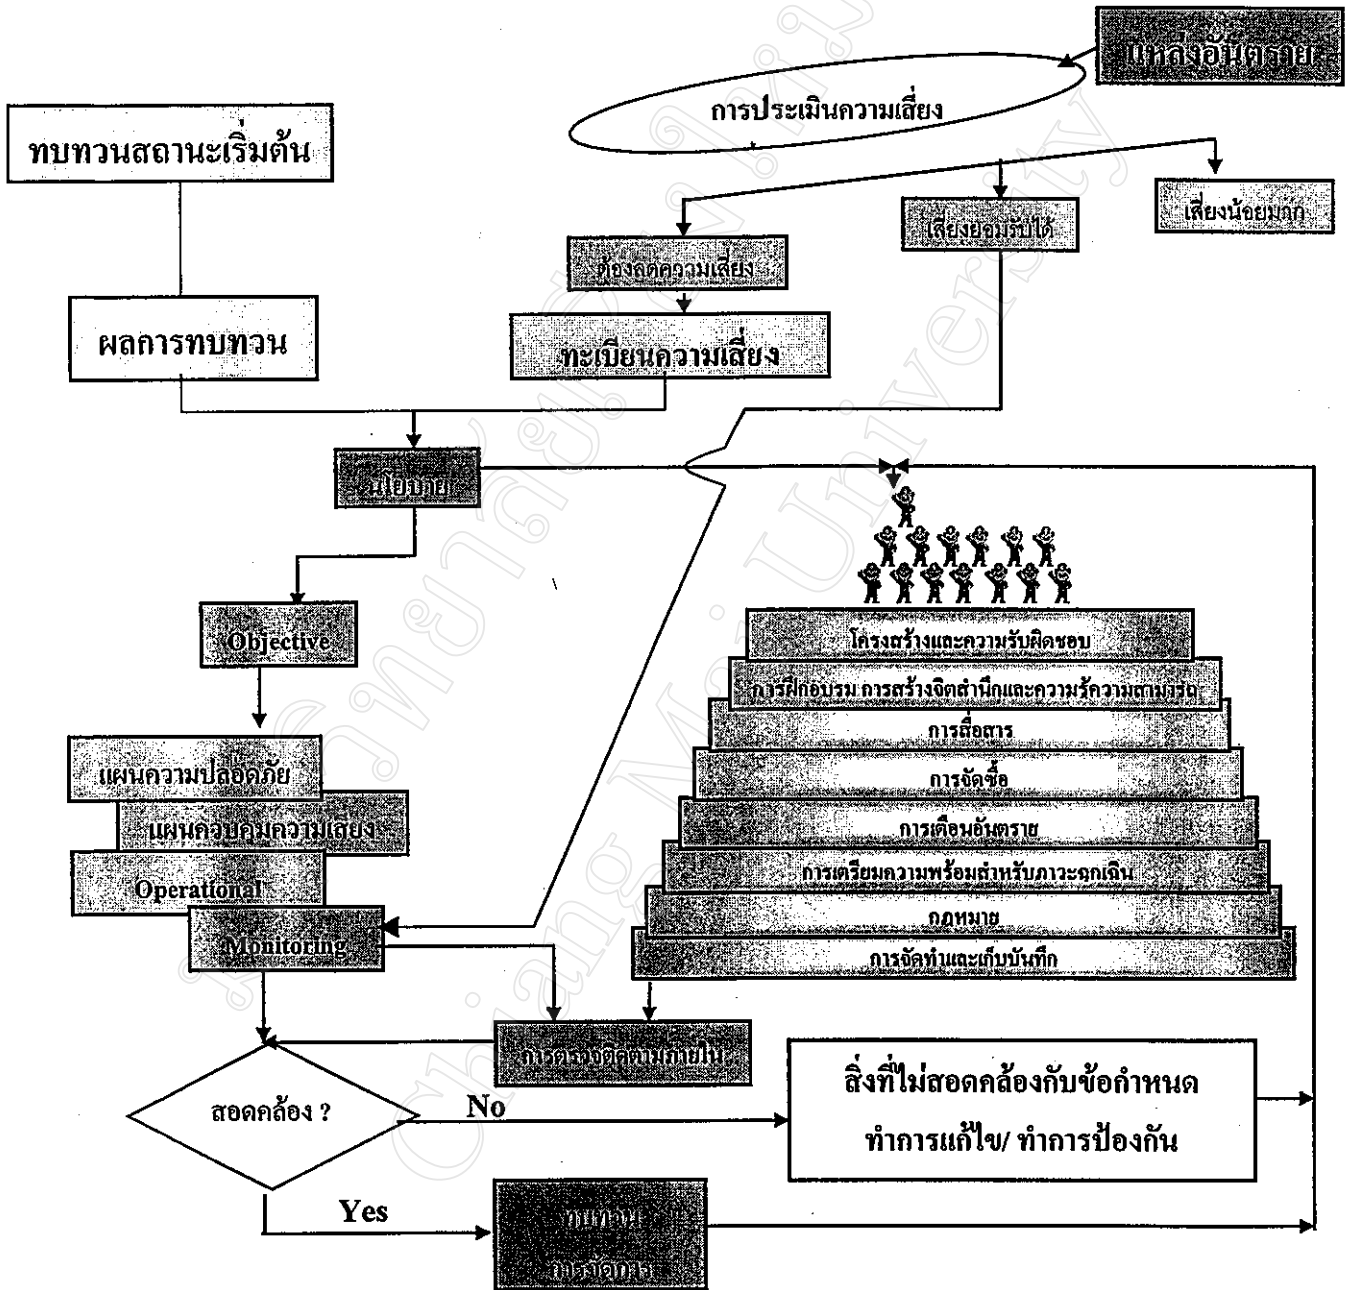 แหล่งอันตราย
การประเมินความเสี่ยง
ทบทวนสถานะเริ่มต้น
เสี่ยงน้อยมาก
เสี่ยงยอมรับได้
ต้องลดความเสี่ยง
ผลการทบทวน
ทะเบียนความเสี่ยง
นโยบาย
Objective
โครงสร้างและความรับผิดชอบ
การฝึกอบรม การสร้างจิตสำนึกและความรู้ความสามารถ
การสื่อสาร
การจัดซื้อ
การเตือนอันตราย
การเตรียมความพร้อมสำหรับภาวะฉุกเฉิน
กฎหมาย
การจัดทำและเก็บบันทึก
แผนความปลอดภัย
แผนควบคุมความเสี่ยง
Operational
Monitoring
การตรวจติดตามภายใน
สอดคล้อง ?
No
สิ่งที่ไม่สอดคล้องกับข้อกำหนด
ทำการแก้ไข/ ทำการป้องกัน
Yes
ทบทวน
การจัดการ
Chiang Mai University